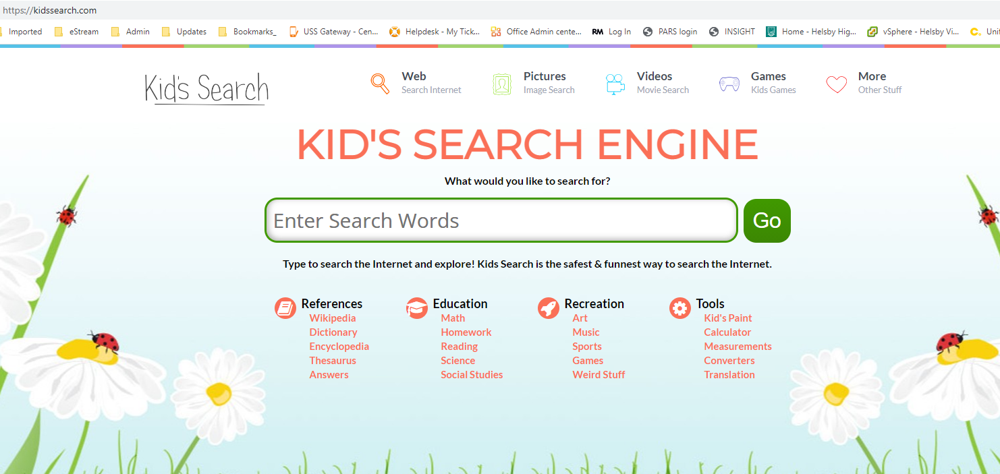 https://kidssearch.com
Imported eStream Admin Updates Bookmarks_ USS Gateway - Cen... Helpdesk - My Tick... Office Admin cente... RM Log In PARS login INSIGHT Home - Helsby Hig... vSphere - Helsby Vi... Unif
Kid's Search
Web Pictures Videos Games More
Search Internet Image Search Movie Search Kids Games Other Stuff
KID'S SEARCH ENGINE
What would you like to search for?
Enter Search Words Go
Type to search the Internet and explore! Kids Search is the safest & funnest way to search the Internet.
References Education Recreation Tools
Wikipedia Math Art Kid's Paint
Dictionary Homework Music Calculator
Encyclopedia Reading Sports Measurements
Thesaurus Science Games Converters
Answers Social Studies Weird Stuff Translation